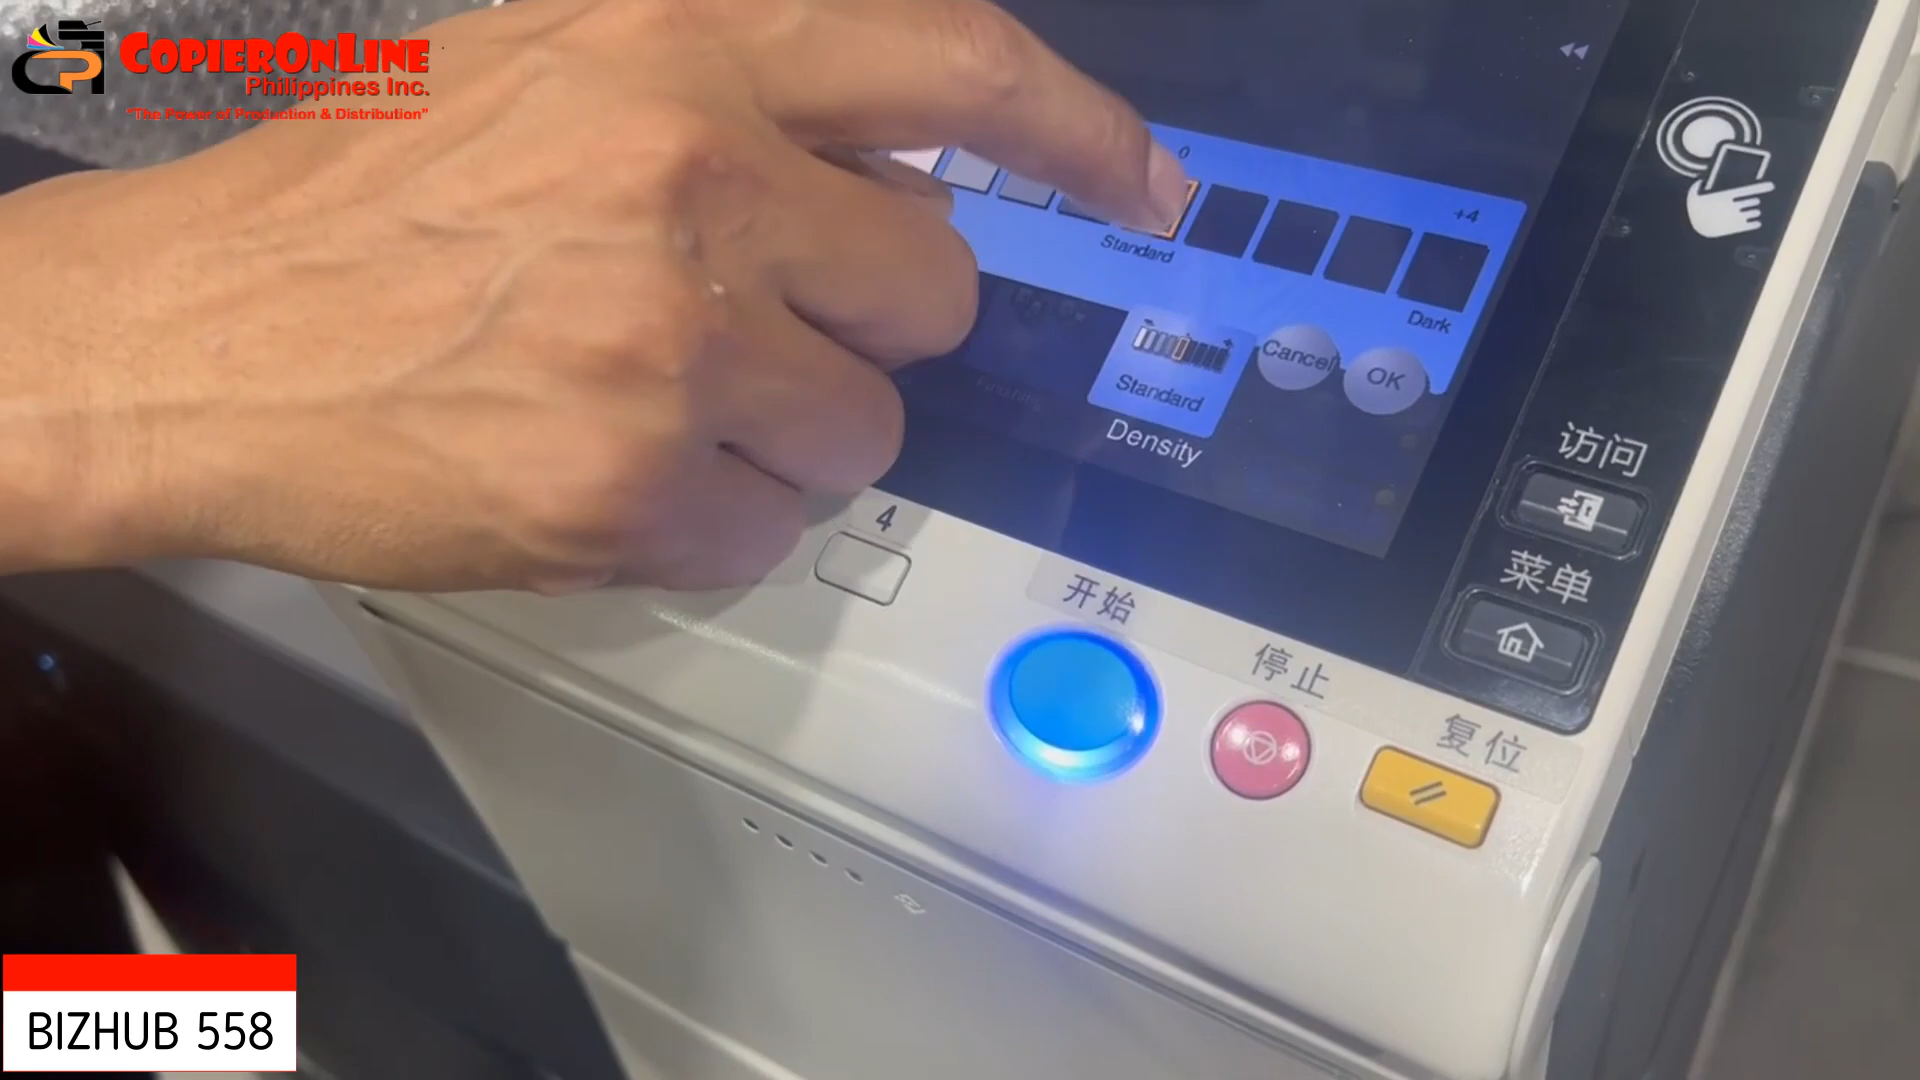 COPIERONLINE
Philippines Inc.
"The Power of Production & Distribution"
0
+4
Standard
Dark
Cancel
OK
Standard
Density
访问
菜单
4
开始
停止
复位
BIZHUB 558